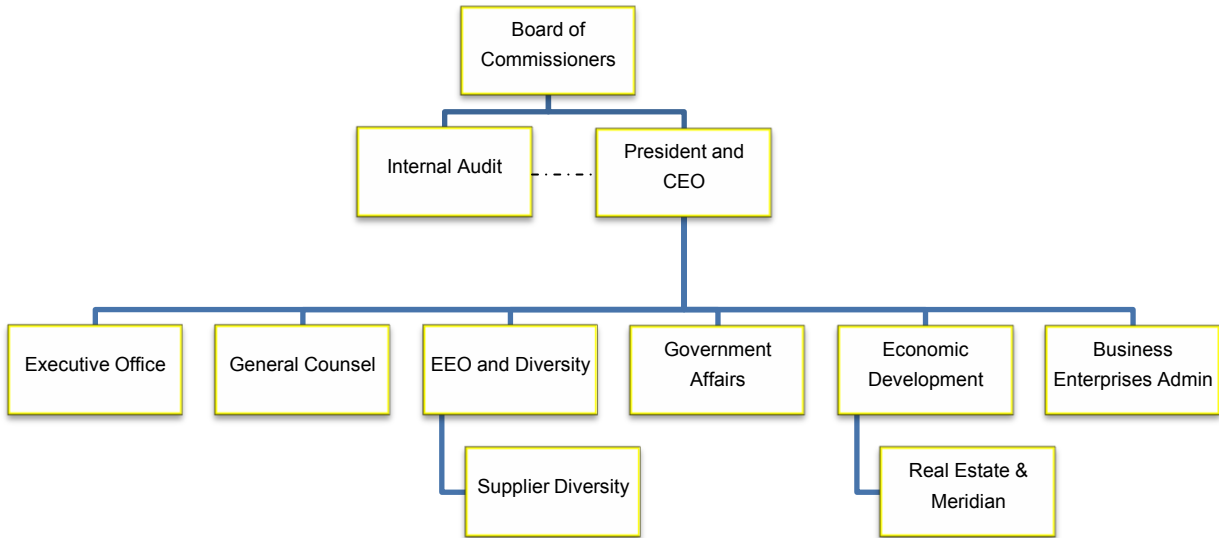 Board of
Commissioners
Internal Audit
President and
CEO
Executive Office
General Counsel
EEO and Diversity
Government
Affairs
Economic
Development
Business
Enterprises Admin
Supplier Diversity
Real Estate &
Meridian